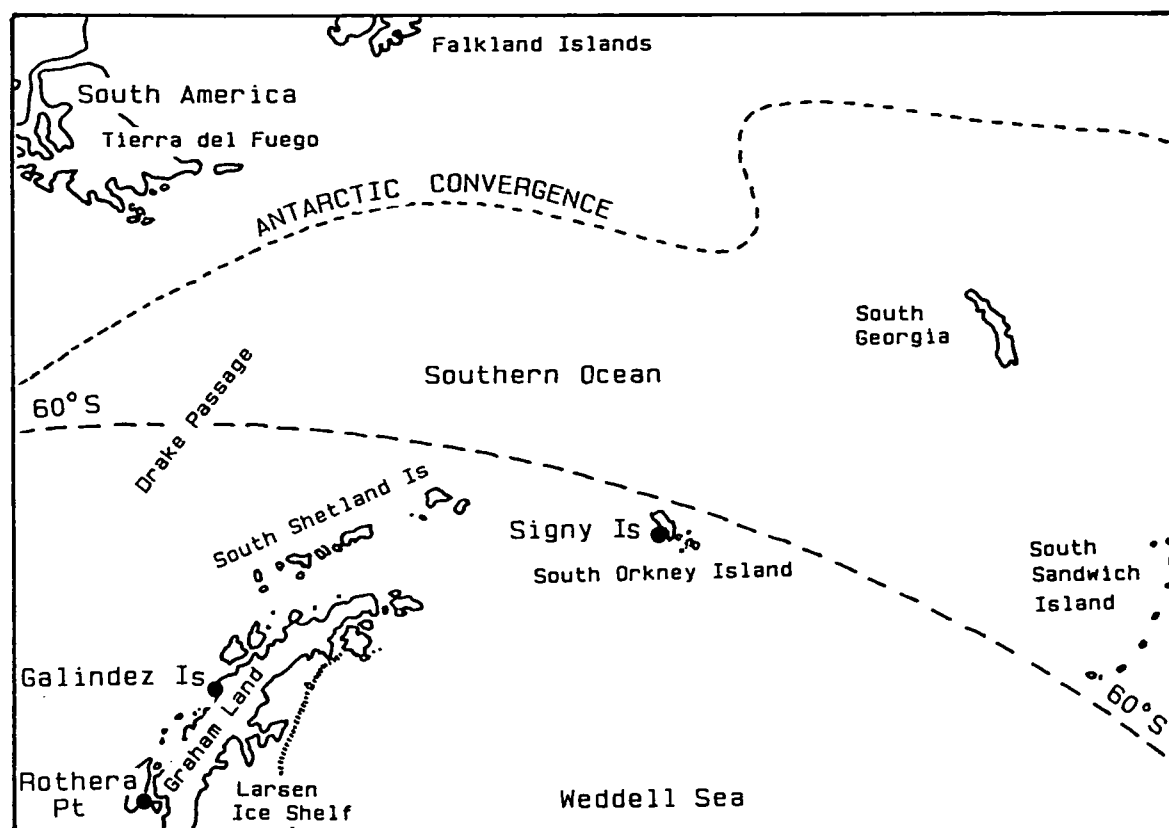 Falkland Islands
South America
Tierra del Fuego
ANTARCTIC CONVERGENCE
South
Georgia
Southern Ocean
60°S
Drake Passage
South Shetland Is
Signy Is
South Orkney Island
South
Sandwich
Island
Galindez Is
Graham Land
60°S
Rothera
Pt
Larsen
Ice Shelf
Weddell Sea